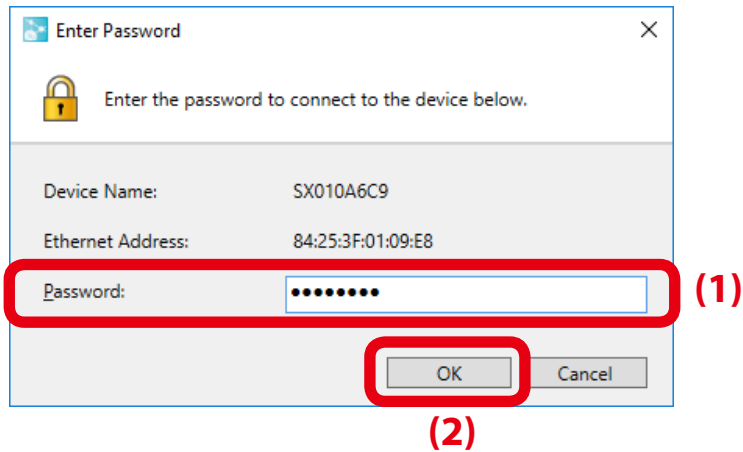 Enter Password
Enter the password to connect to the device below.
Device Name: SX010A6C9
Ethernet Address: 84:25:3F:01:09:E8
Password: ●●●●●●●● (1)
OK Cancel
(2)